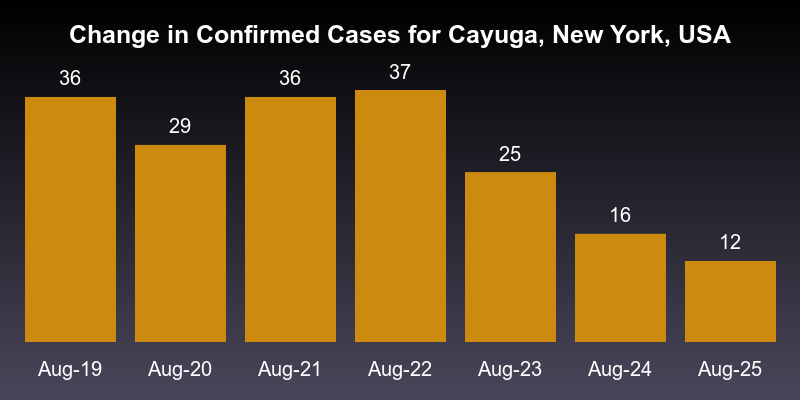 Change in Confirmed Cases for Cayuga, New York, USA
36
29
36
37
25
16
12
Aug-19
Aug-20
Aug-21
Aug-22
Aug-23
Aug-24
Aug-25